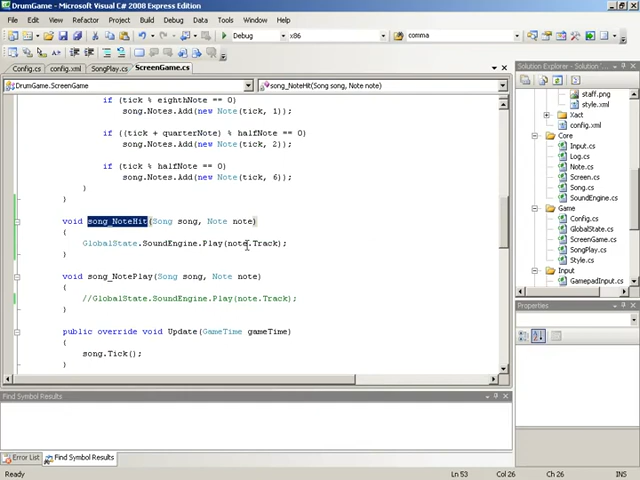 DrumGame - Microsoft Visual C# 2008 Express Edition
File Edit View Refactor Project Build Debug Data Tools Window Help
Debug x86 comma
Config.cs config.xml SongPlay.cs ScreenGame.cs
DrumGame.ScreenGame song_NoteHit(Song song, Note note)
if (tick % eighthNote == 0)
song.Notes.Add(new Note(tick, 1));
if ((tick + quarterNote) % halfNote == 0)
song.Notes.Add(new Note(tick, 2));
if (tick % halfNote == 0)
song.Notes.Add(new Note(tick, 6));
}
}
void song_NoteHit(Song song, Note note)
{
GlobalState.SoundEngine.Play(note.Track);
}
void song_NotePlay(Song song, Note note)
{
//GlobalState.SoundEngine.Play(note.Track);
}
public override void Update(GameTime gameTime)
{
song.Tick();
}
Find Symbol Results
Error List Find Symbol Results
Ready Ln 53 Col 26 Ch 26 INS
Solution Explorer -
staff.png
style.xml
Xact
config.xml
Core
Input.cs
Log.cs
Note.cs
Screen.cs
Song.cs
SoundEngine.cs
Game
Config.cs
GlobalState.cs
ScreenGame.cs
SongPlay.cs
Style.cs
Input
GamepadInput.cs
Properties